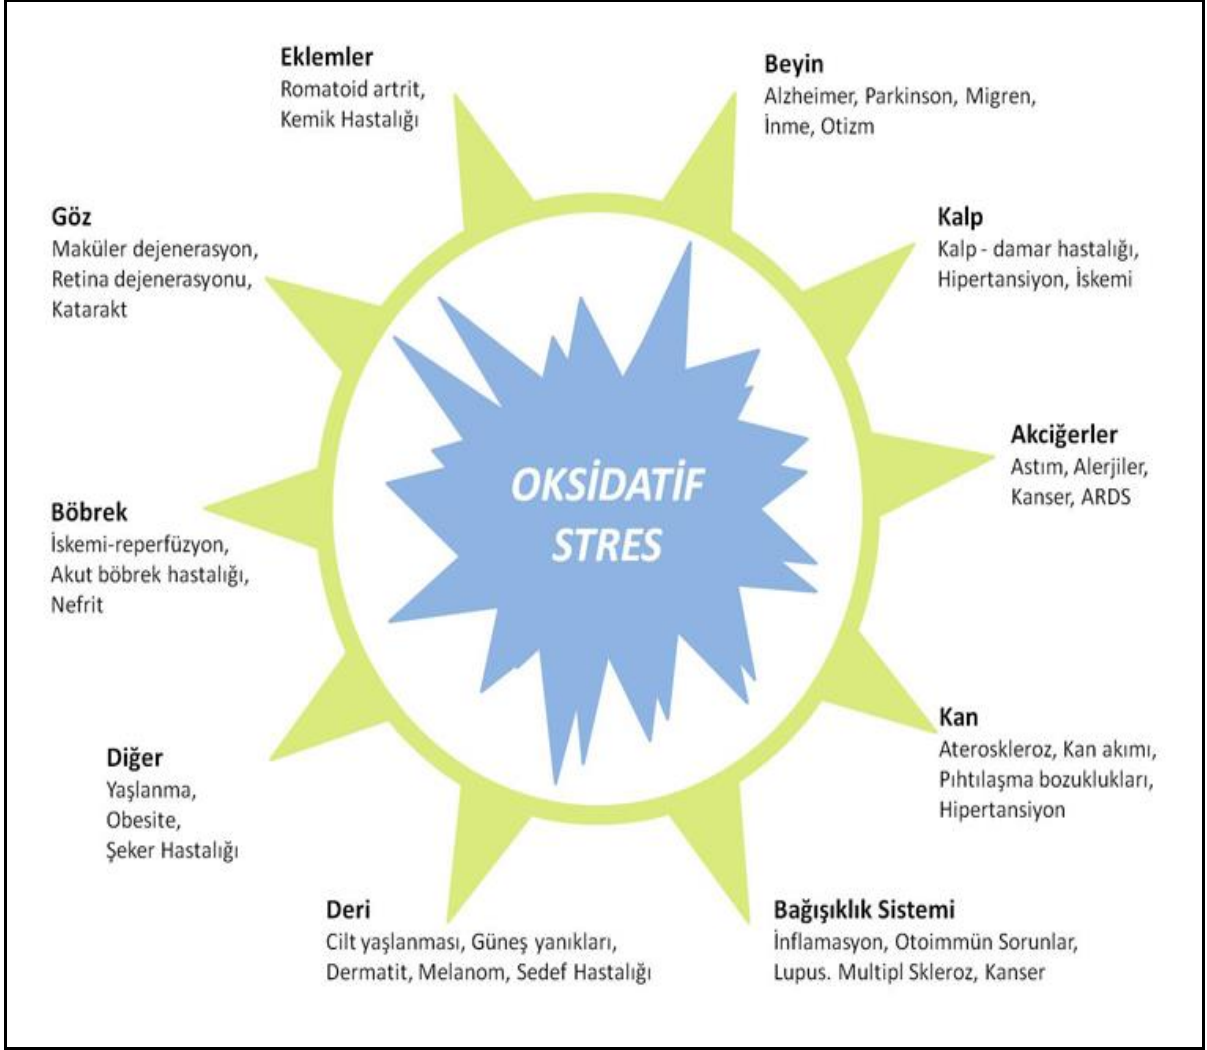 Eklemler
Romatoid artrit,
Kemik Hastalığı
Beyin
Alzheimer, Parkinson, Migren,
İnme, Otizm
Göz
Maküler dejenerasyon,
Retina dejenerasyonu,
Katarakt
Kalp
Kalp - damar hastalığı,
Hipertansiyon, İskemi
OKSİDATİF
STRES
Akciğerler
Astım, Alerjiler,
Kanser, ARDS
Böbrek
İskemi-reperfüzyon,
Akut böbrek hastalığı,
Nefrit
Kan
Ateroskleroz, Kan akımı,
Pıhtılaşma bozuklukları,
Hipertansiyon
Diğer
Yaşlanma,
Obesite,
Şeker Hastalığı
Deri
Cilt yaşlanması, Güneş yanıkları,
Dermatit, Melanom, Sedef Hastalığı
Bağışıklık Sistemi
İnflamasyon, Otoimmün Sorunlar,
Lupus. Multipl Skleroz, Kanser